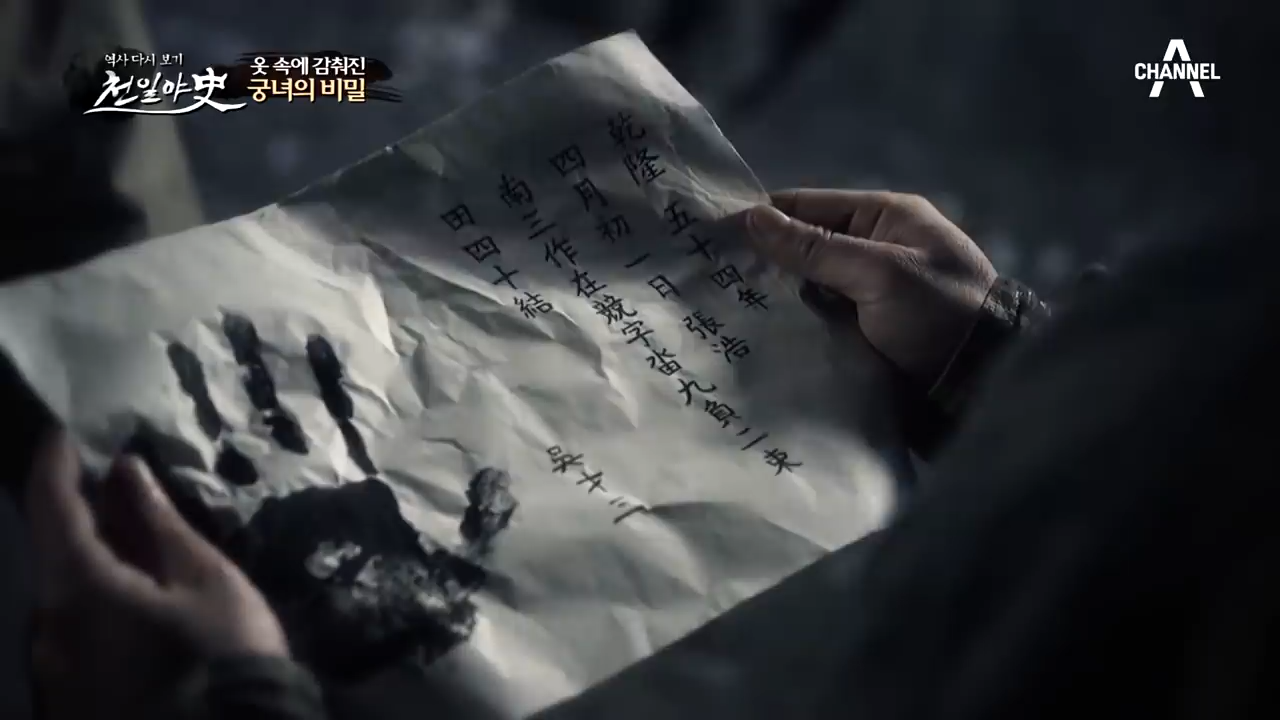 역사 다시 보기
천일야史
옷 속에 감춰진
궁녀의 비밀
CHANNEL A
乾隆 五十四年
四月初一日 張浩
南三作在競字畓九負二束
田四十結
吳十三